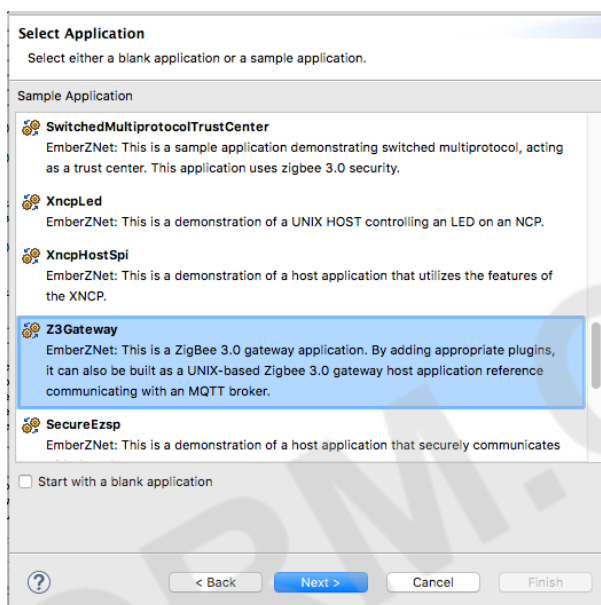 Select Application
Select either a blank application or a sample application.
Sample Application
SwitchedMultiprotocolTrustCenter
EmberZNet: This is a sample application demonstrating switched multiprotocol, acting
as a trust center. This application uses zigbee 3.0 security.
XncpLed
EmberZNet: This is a demonstration of a UNIX HOST controlling an LED on an NCP.
XncpHostSpi
EmberZNet: This is a demonstration of a host application that utilizes the features of
the XNCP.
Z3Gateway
EmberZNet: This is a ZigBee 3.0 gateway application. By adding appropriate plugins,
it can also be built as a UNIX-based Zigbee 3.0 gateway host application reference
communicating with an MQTT broker.
SecureEzsp
EmberZNet: This is a demonstration of a host application that securely communicates
Start with a blank application
?
< Back
Next >
Cancel
Finish